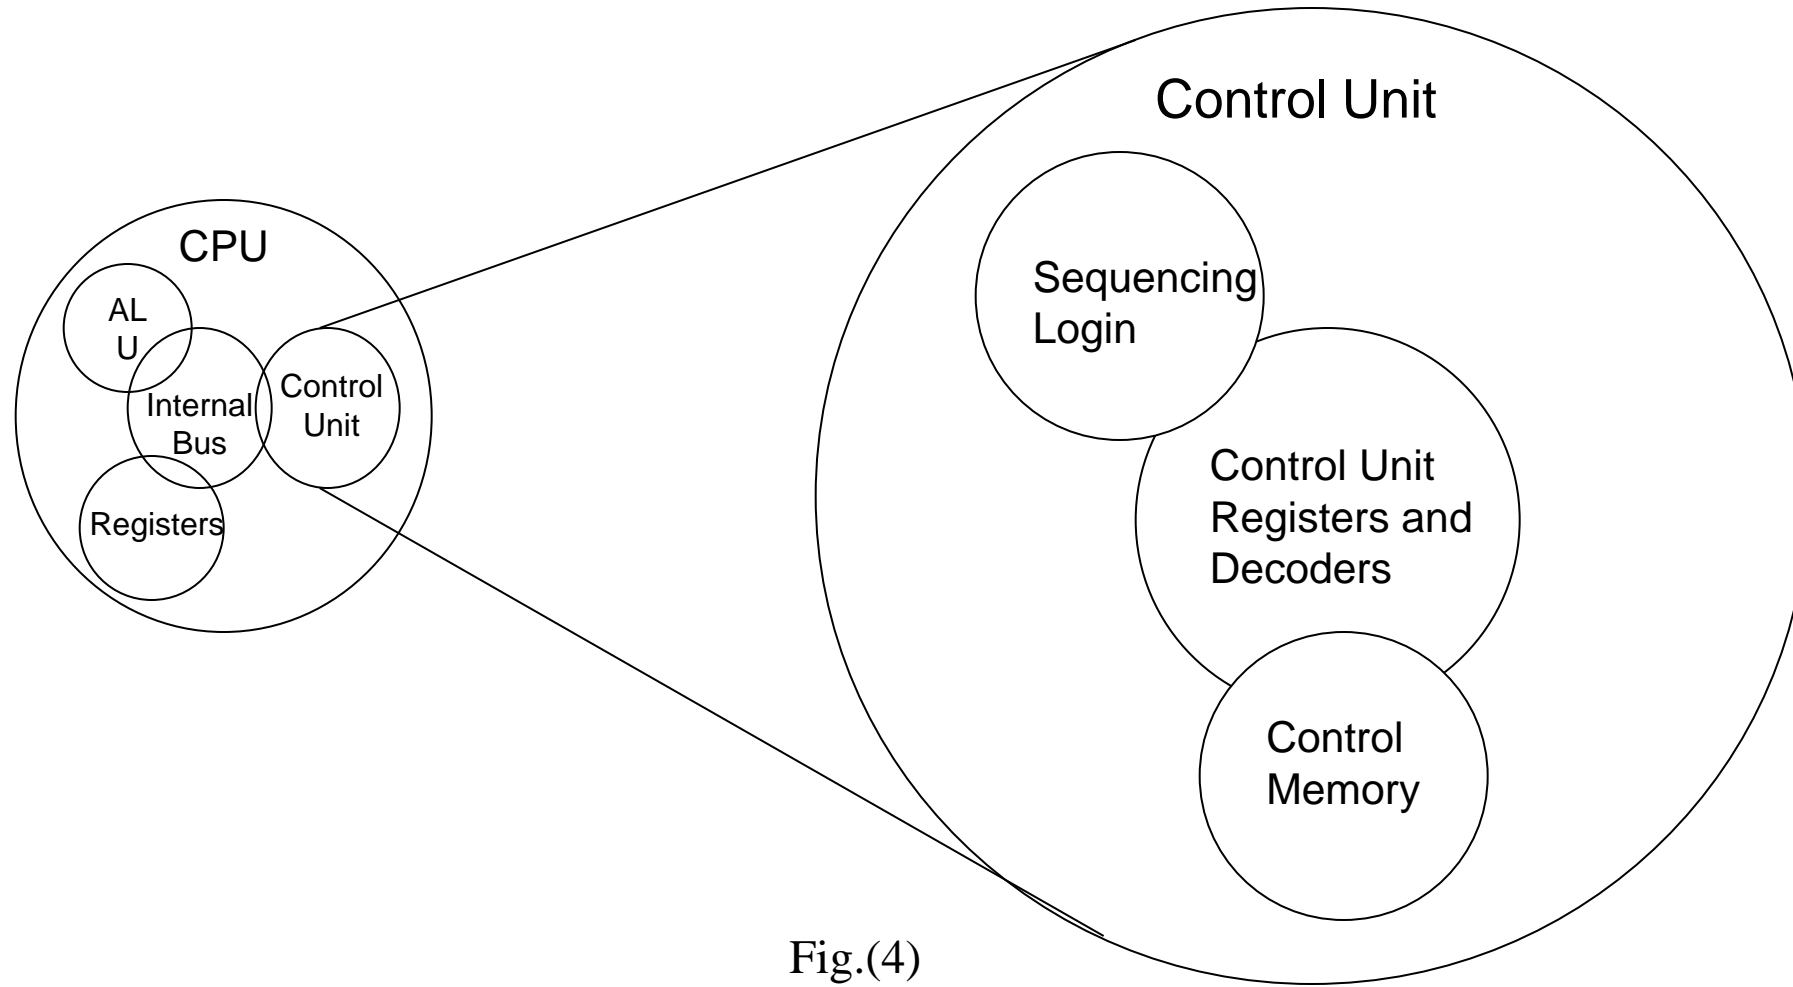 CPU
AL
U
Internal
Bus
Control
Unit
Registers
Control Unit
Sequencing
Login
Control Unit
Registers and
Decoders
Control
Memory
Fig.(4)